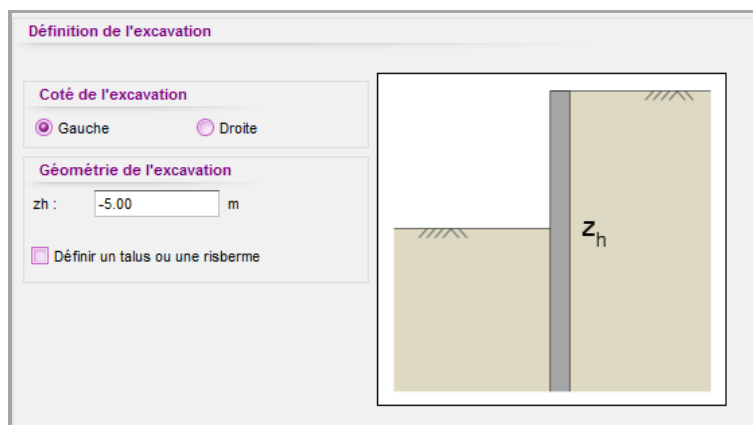 Définition de l'excavation
Coté de l'excavation
Gauche Droite
Géométrie de l'excavation
zh : -5.00 m
Définir un talus ou une risberme
zh